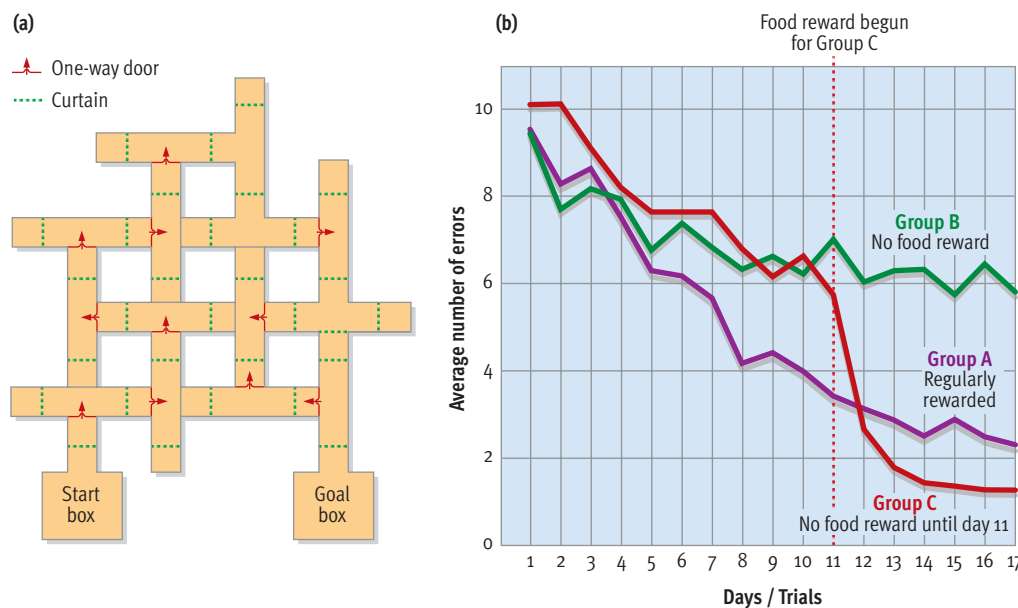 (a)
One-way door
Curtain
Start
box
Goal
box
(b)
Food reward begun
for Group C
Average number of errors
10
8
6
4
2
0
Group B
No food reward
Group A
Regularly
rewarded
Group C
No food reward until day 11
1 2 3 4 5 6 7 8 9 10 11 12 13 14 15 16 17
Days / Trials